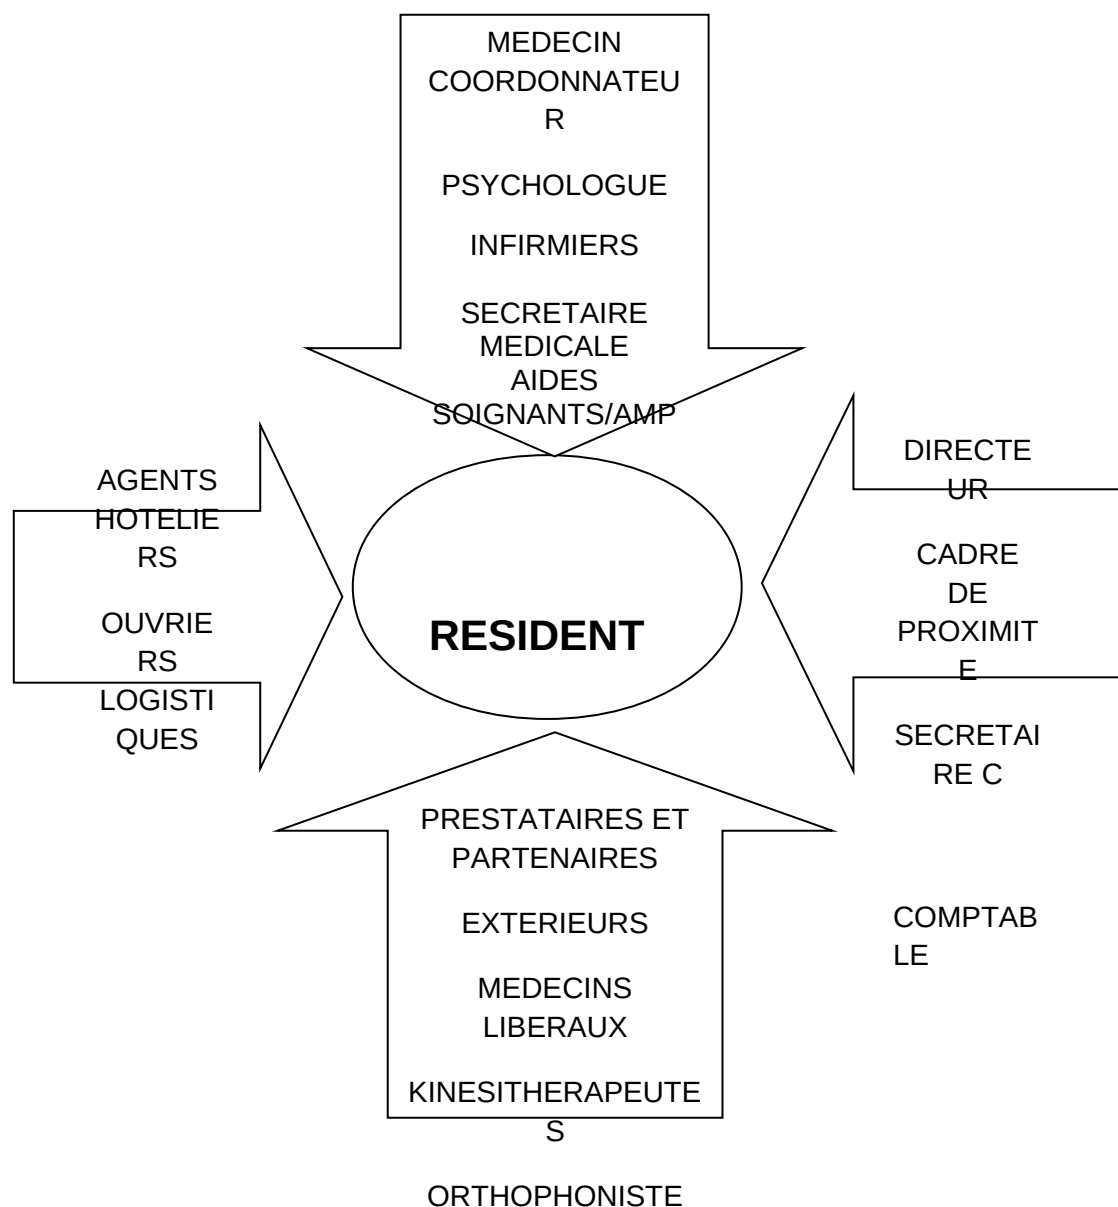 MEDECIN
COORDONNATEU
R
PSYCHOLOGUE
INFIRMIERS
SECRETAIRE
MEDICALE
AIDES
SOIGNANTS/AMP
AGENTS
HOTELIE
RS
OUVRIE
RS
LOGISTI
QUES
RESIDENT
DIRECTE
UR
CADRE
DE
PROXIMIT
E
SECRETAI
RE C
COMPTAB
LE
PRESTATAIRES ET
PARTENAIRES
EXTERIEURS
MEDECINS
LIBERAUX
KINESITHERAPEUTE
S
ORTHOPHONISTE